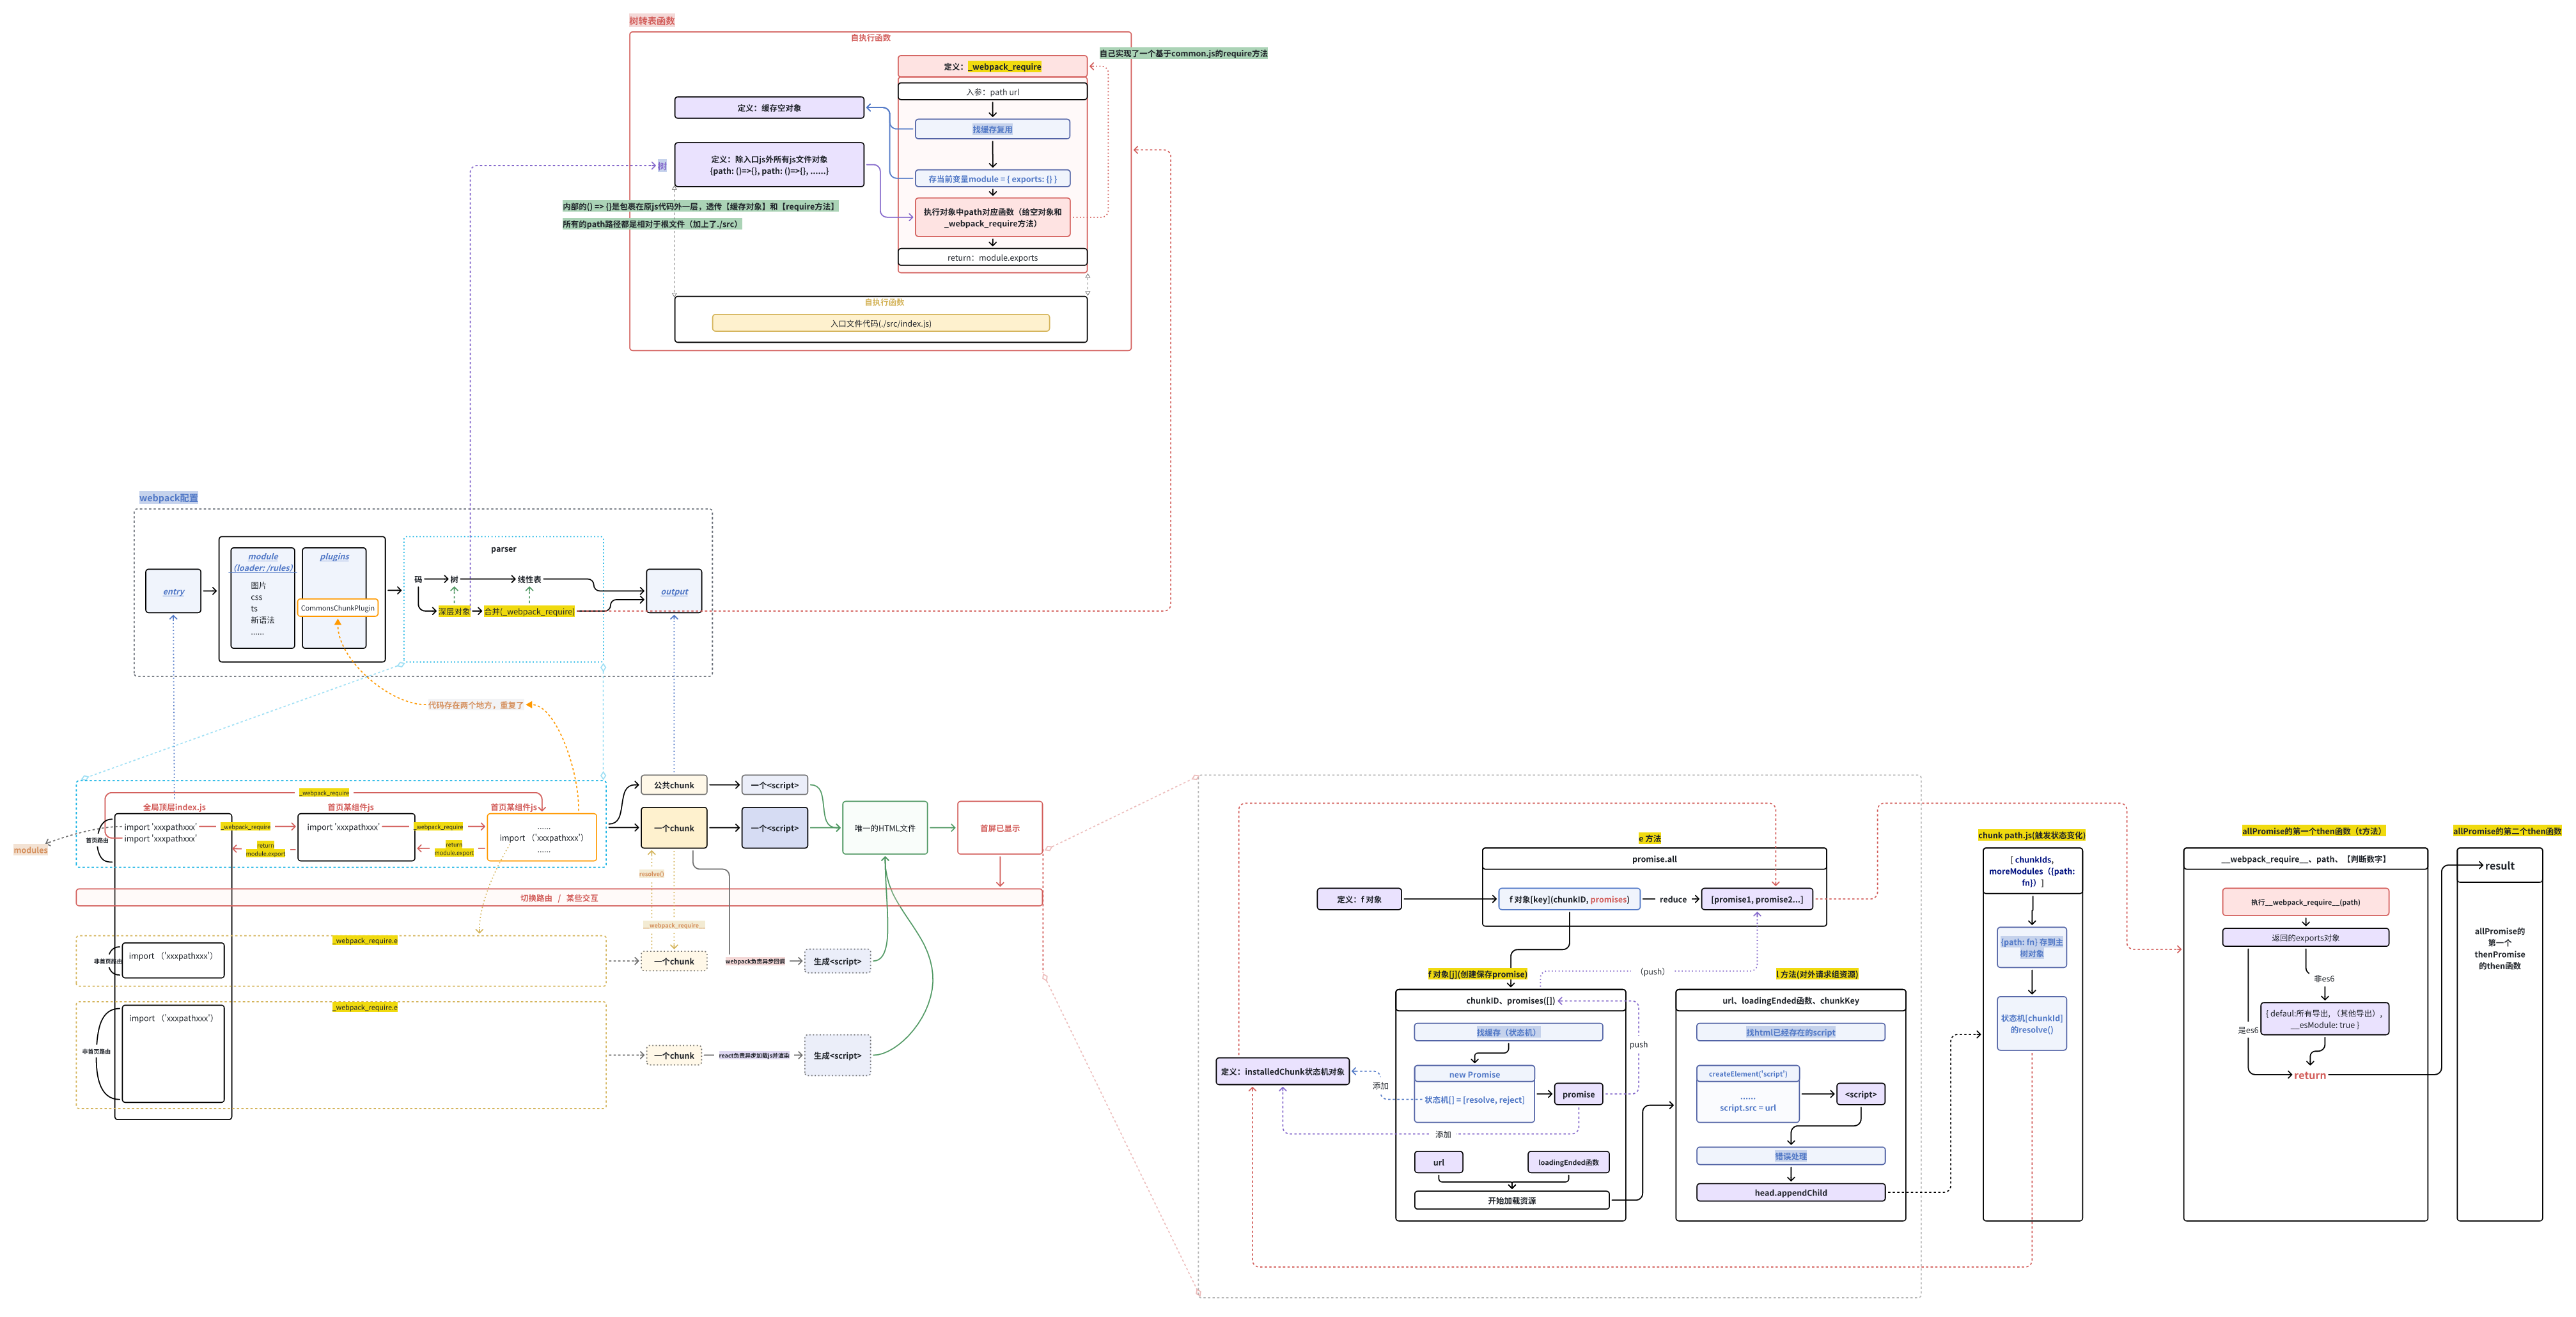 树转表函数
自执行函数
自己实现了一个基于common.js的require方法
定义：_webpack_require
入参：path url
定义：缓存空对象
找缓存复用
树
定义：除入口js外所有js文件对象
{path: ()=>{}, path: ()=>{}, ......}
存当前变量module = { exports: {} }
内部的() => {}是包裹在原js代码外一层，透传【缓存对象】和【require方法】
所有的path路径都是相对于根文件（加上了./src）
执行对象中path对应函数（给空对象和
_webpack_require方法）
return：module.exports
自执行函数
入口文件代码(./src/index.js)
webpack配置
entry
module
（loader: /rules）
图片
css
ts
新语法
......
plugins
CommonsChunkPlugin
parser
码
树
线性表
深层对象
合并(_webpack_require)
output
代码存在两个地方，重复了
_webpack_require
全局顶层index.js
首页某组件js
首页某组件js
import 'xxxpathxxx'
import 'xxxpathxxx'
首页路由
modules
_webpack_require
return
module.export
import 'xxxpathxxx'
_webpack_require
return
module.export
......
import （'xxxpathxxx'）
......
公共chunk
一个<script>
一个chunk
一个<script>
唯一的HTML文件
首屏已显示
resolve()
切换路由 / 某些交互
__webpack_require__
_webpack_require.e
import （'xxxpathxxx'）
非首页路由
一个chunk
webpack负责异步回调
生成<script>
_webpack_require.e
import （'xxxpathxxx'）
非首页路由
一个chunk
react负责异步加载js并渲染
生成<script>
e 方法
promise.all
定义：f 对象
f 对象[key](chunkID, promises)
reduce
[promise1, promise2...]
（push）
f 对象[j](创建保存promise)
chunkID、promises([])
找缓存（状态机）
new Promise
状态机[] = [resolve, reject]
promise
push
添加
添加
定义：installedChunk状态机对象
url
loadingEnded函数
开始加载资源
l 方法(对外请求组资源)
url、loadingEnded函数、chunkKey
找html已经存在的script
createElement('script')
......
script.src = url
<script>
错误处理
head.appendChild
chunk path.js(触发状态变化)
[ chunkIds,
moreModules（{path:
fn}）]
{path: fn} 存到主
树对象
状态机[chunkId]
的resolve()
allPromise的第一个then函数（t方法）
__webpack_require__、path、【判断数字】
执行__webpack_require__(path)
返回的exports对象
非es6
{ defaul:所有导出, （其他导出）,
__esModule: true }
是es6
return
allPromise的第二个then函数
result
allPromise的
第一个
thenPromise
的then函数